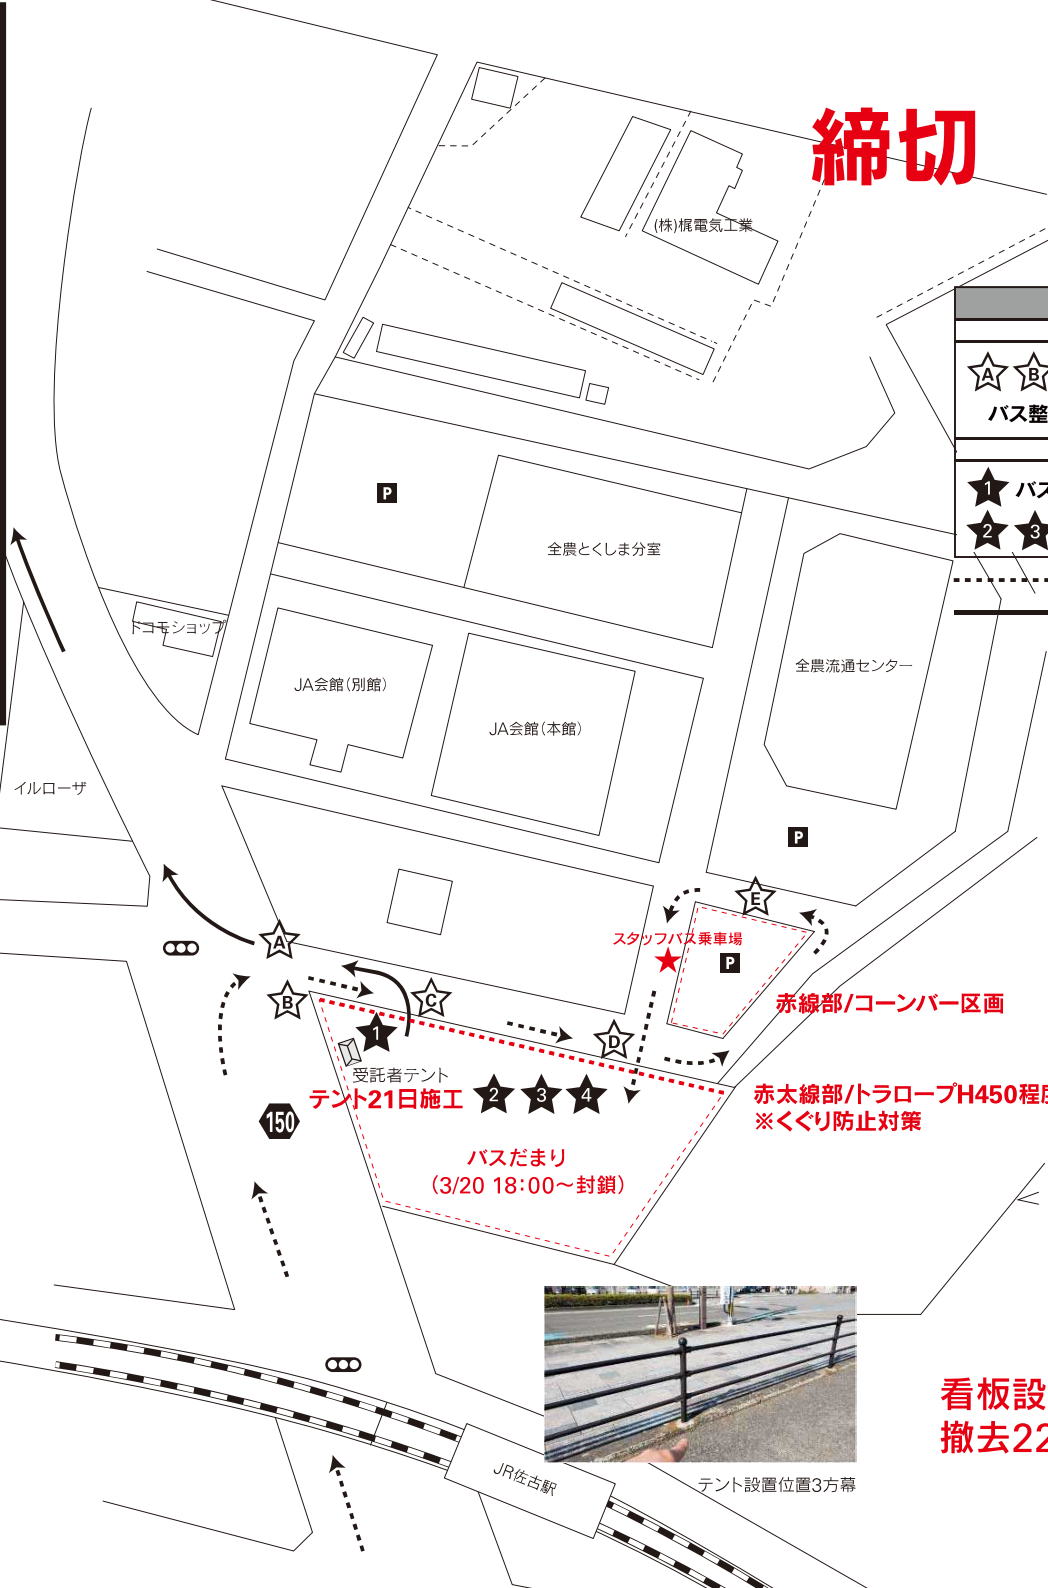 締切
(株)梶電気工業
A B
バス整
1 バス
2 3
P
全農とくしま分室
ドコモショップ
JA会館(別館)
JA会館(本館)
全農流通センター
イルローザ
P
E
スタッフバス乗車場
P
A
B
C
D
赤線部/コーンバー区画
1
受託者テント
テント21日施工
2 3 4
赤太線部/トラロープH450程度
※くぐり防止対策
150
バスだまり
(3/20 18:00〜封鎖)
看板設
撤去22
JR佐古駅
テント設置位置3方幕